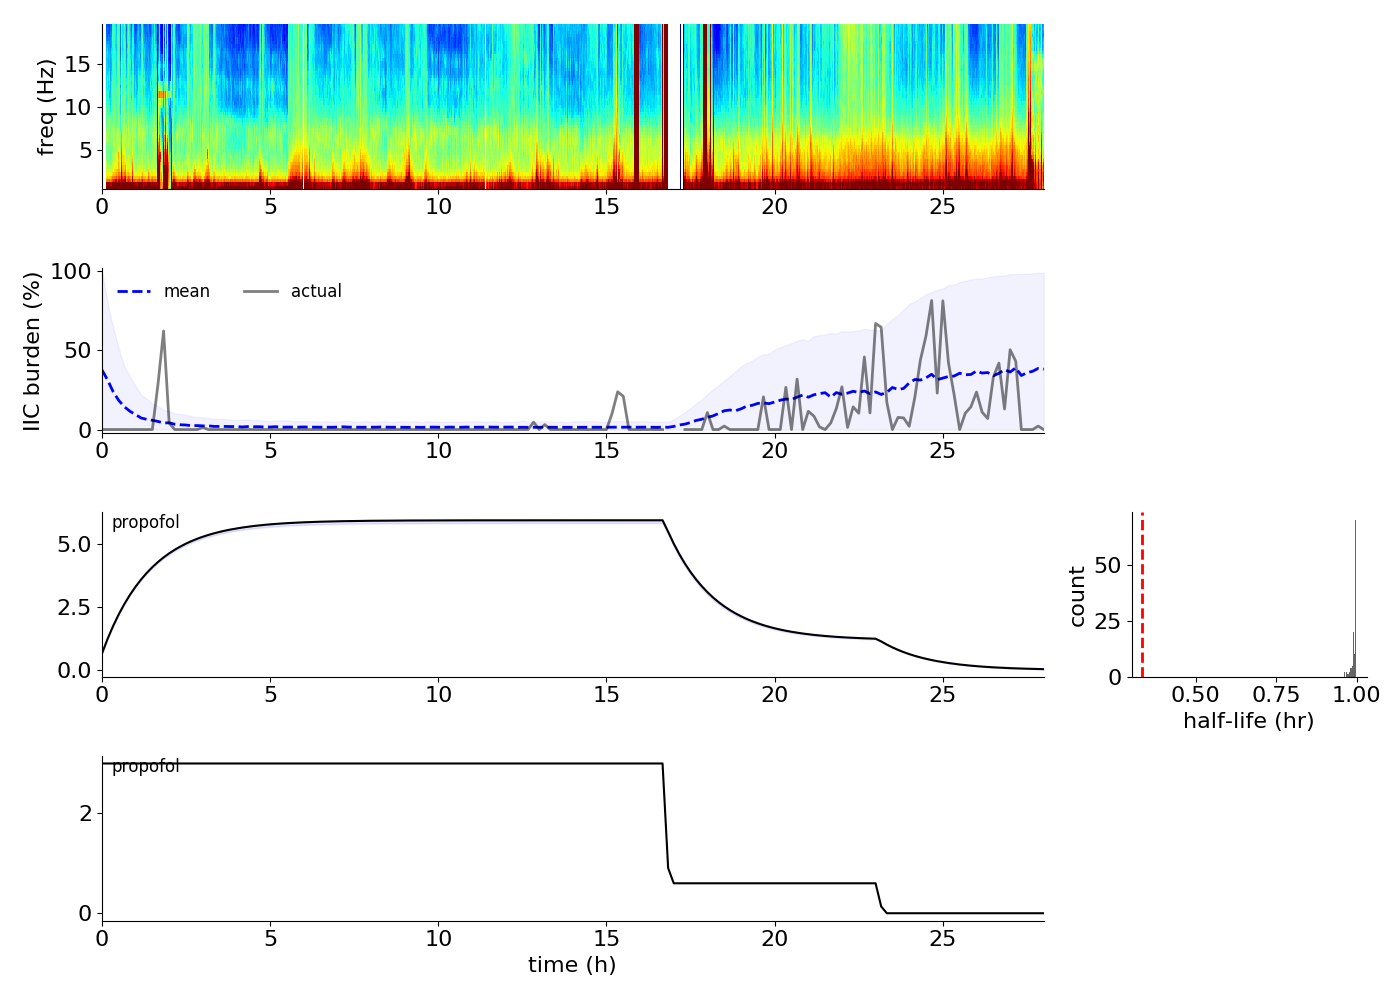 freq (Hz)
15
10
5
0 5 10 15 20 25
IIC burden (%)
100
50
0
mean actual
0 5 10 15 20 25
propofol
5.0
2.5
0.0
0 5 10 15 20 25
count
50
25
0
0.50 0.75 1.00
half-life (hr)
propofol
2
0
0 5 10 15 20 25
time (h)